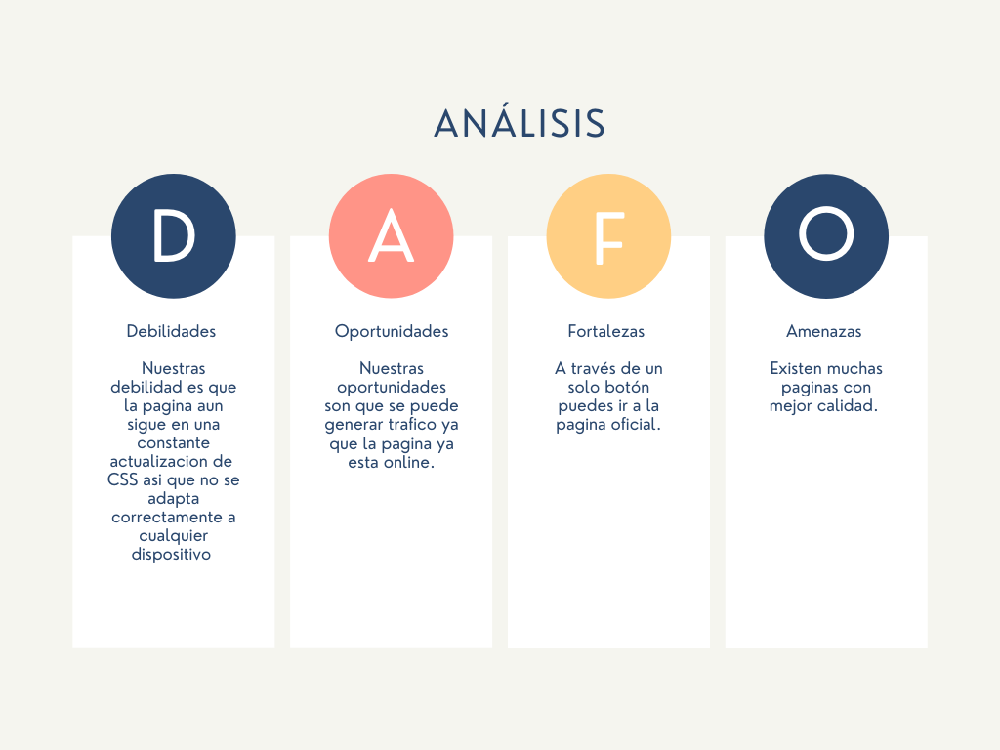 ANÁLISIS
D
Debilidades
Nuestras
debilidad es que
la pagina aun
sigue en una
constante
actualizacion de
CSS asi que no se
adapta
correctamente a
cualquier
dispositivo
A
Oportunidades
Nuestras
oportunidades
son que se puede
generar trafico ya
que la pagina ya
esta online.
F
Fortalezas
A través de un
solo botón
puedes ir a la
pagina oficial.
O
Amenazas
Existen muchas
paginas con
mejor calidad.